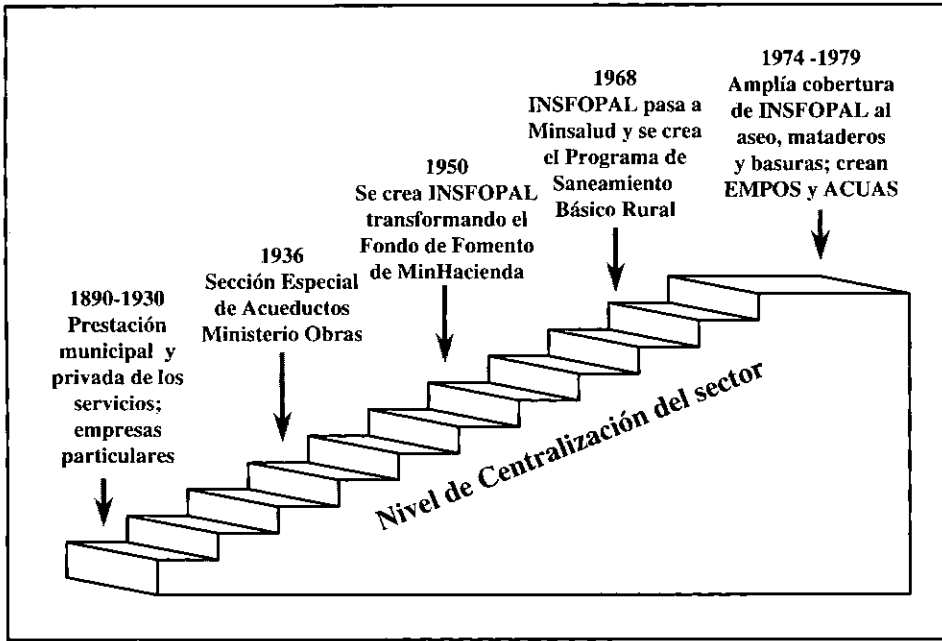 1890-1930
Prestación
municipal y
privada de los
servicios;
empresas
particulares
1936
Sección Especial
de Acueductos
Ministerio Obras
1950
Se crea INSFOPAL
transformando el
Fondo de Fomento
de MinHacienda
1968
INSFOPAL pasa a
Minsalud y se crea
el Programa de
Saneamiento
Básico Rural
1974 -1979
Amplía cobertura
de INSFOPAL al
aseo, mataderos
y basuras; crean
EMPOS y ACUAS
Nivel de Centralización del sector